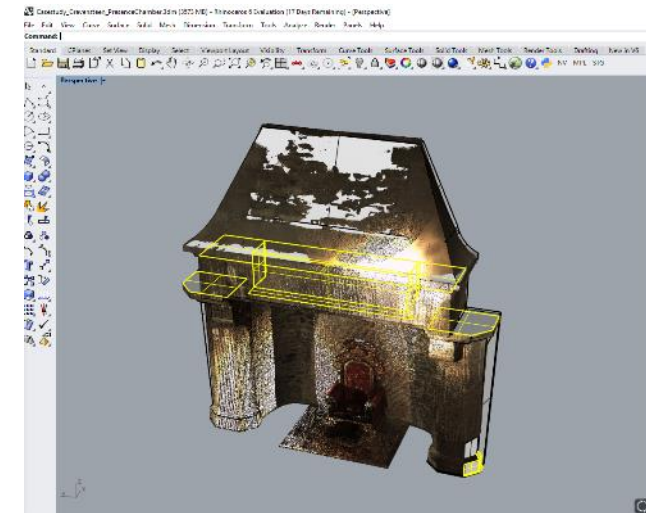 Casestudy_Gravensteen_PresenceChamber.3dm (3573 MB) - Rhinoceros 6 Evaluation (17 Days Remaining) - [Perspective]
File Edit View Curve Surface Solid Mesh Dimension Transform Tools Analyze Render Panels Help
Command:
Standard CPlanes Set View Display Select Viewport Layout Visibility Transform Curve Tools Surface Tools Solid Tools Mesh Tools Render Tools Drafting New in V6
Perspective